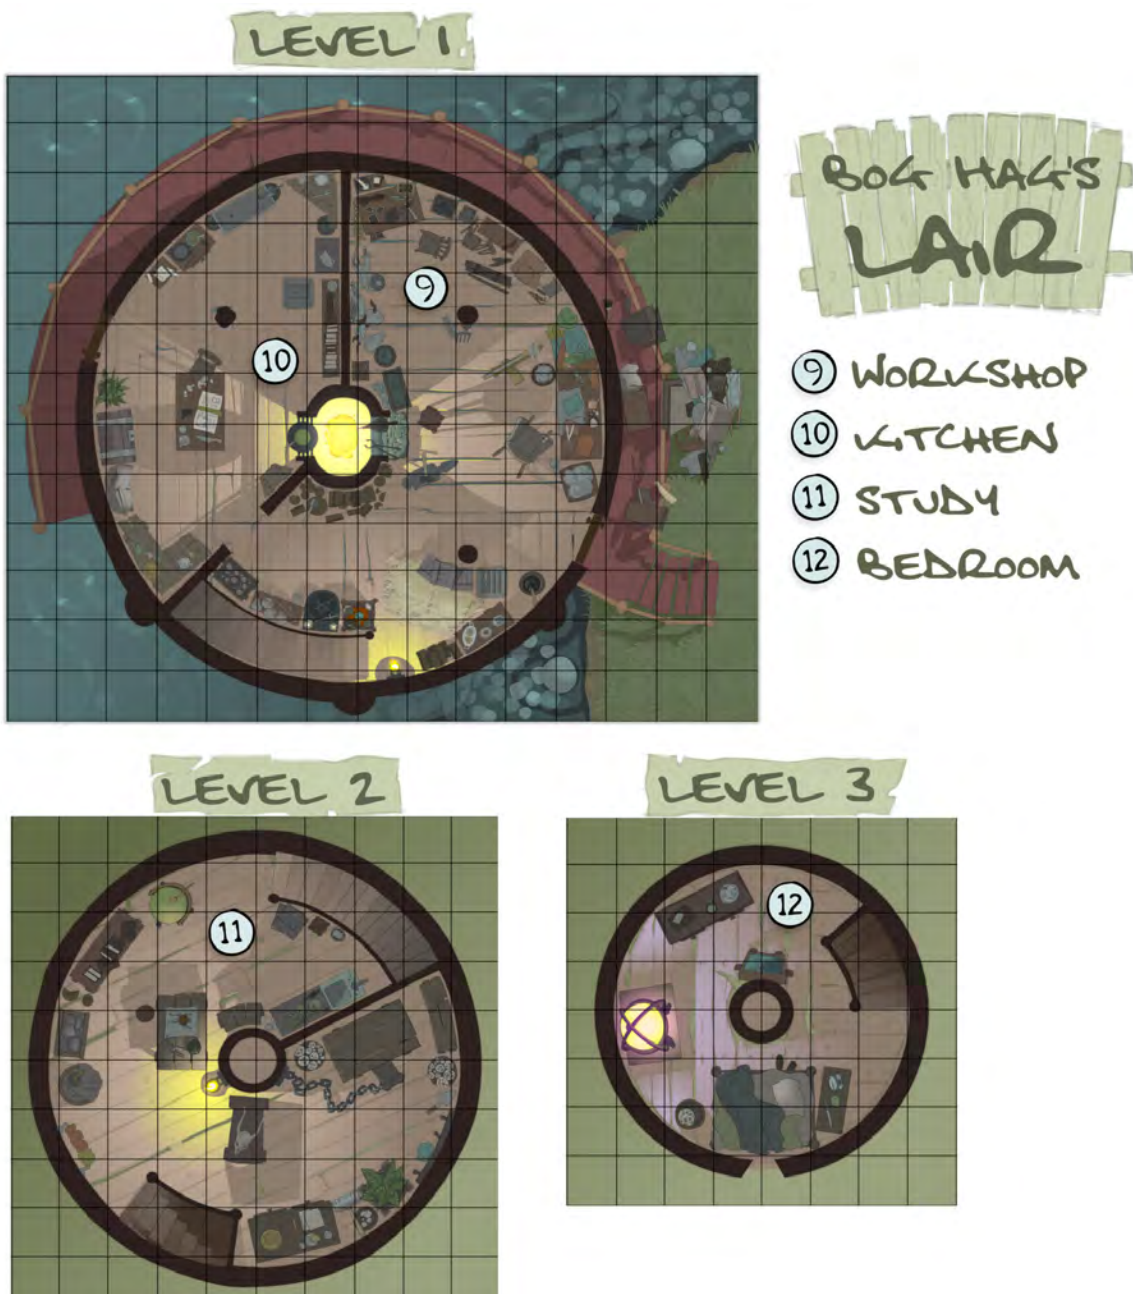 LEVEL 1
BOG HAG'S
LAIR
9
10
9 WORKSHOP
10 KITCHEN
11 STUDY
12 BEDROOM
LEVEL 2
LEVEL 3
11
12